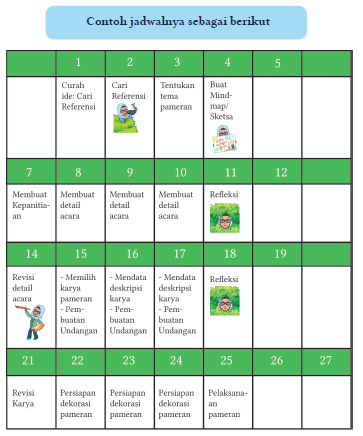 Contoh jadwalnya sebagai berikut
1 2 3 4 5
Curah
ide: Cari
Referensi
Cari
Referensi
Tentukan
tema
pameran
Buat
Mind-
map/
Sketsa
7 8 9 10 11 12
Membuat
Kepanitia-
an
Membuat
detail
acara
Membuat
detail
acara
Membuat
detail
acara
Refleksi
14 15 16 17 18 19
Revisi
detail
acara
- Memilih
karya
pameran
- Pem-
buatan
Undangan
- Mendata
deskripsi
karya
- Pem-
buatan
Undangan
- Mendata
deskripsi
karya
- Pem-
buatan
Undangan
Refleksi
21 22 23 24 25 26 27
Revisi
Karya
Persiapan
dekorasi
pameran
Persiapan
dekorasi
pameran
Persiapan
dekorasi
pameran
Pelaksana-
an
pameran